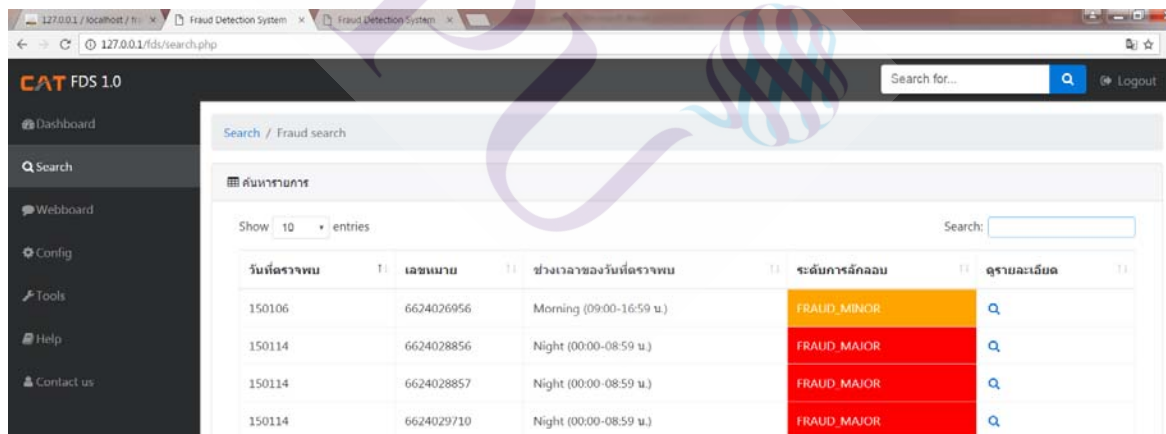 127.0.0.1 / localhost / fr
Fraud Detection System
Fraud Detection System
127.0.0.1/fds/search.php
CAT FDS 1.0
Search for...
Logout
Dashboard
Search / Fraud search
Search
ค้นหารายการ
Webboard
Show 10 entries
Search:
Config
วันที่ตรวจพบ เลขหมาย ช่วงเวลาของวันที่ตรวจพบ ระดับการลักลอบ ดูรายละเอียด
Tools
150106 6624026956 Morning (09:00-16:59 น.) FRAUD_MINOR
Help
150114 6624028856 Night (00:00-08:59 น.) FRAUD_MAJOR
Contact us
150114 6624028857 Night (00:00-08:59 น.) FRAUD_MAJOR
150114 6624029710 Night (00:00-08:59 น.) FRAUD_MAJOR